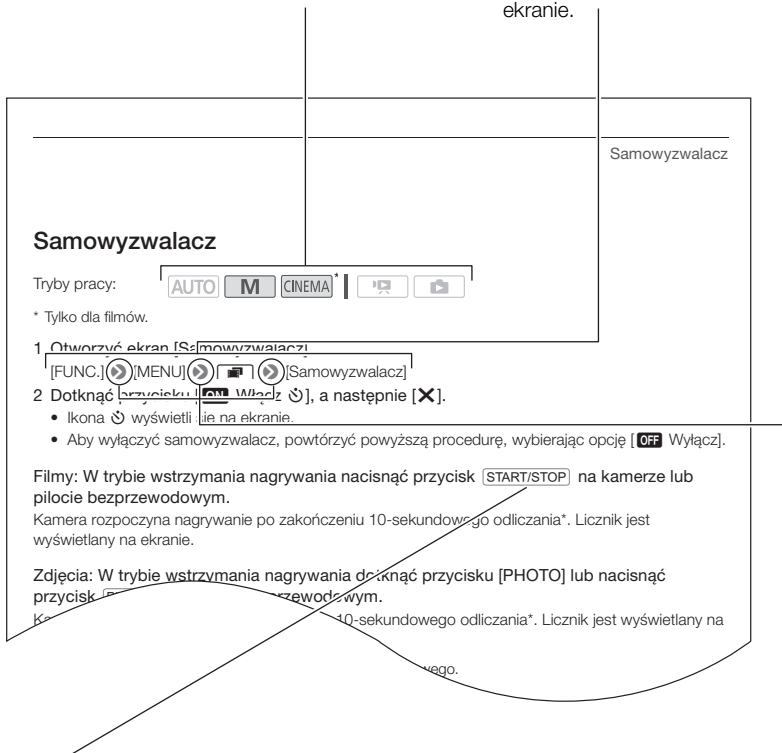 ekranie.
Samowyzwalacz
Samowyzwalacz
Tryby pracy: AUTO M CINEMA *
* Tylko dla filmów.
1 Otworzyć ekran [Samowyzwalacz]
[FUNC.] [MENU] [Samowyzwalacz]
2 Dotknąć przycisku [ON Włącz], a następnie [X].
• Ikona wyświetli się na ekranie.
• Aby wyłączyć samowyzwalacz, powtórzyć powyższą procedurę, wybierając opcję [OFF Wyłącz].
Filmy: W trybie wstrzymania nagrywania nacisnąć przycisk START/STOP na kamerze lub
pilocie bezprzewodowym.
Kamera rozpoczyna nagrywanie po zakończeniu 10-sekundowego odliczania*. Licznik jest
wyświetlany na ekranie.
Zdjęcia: W trybie wstrzymania nagrywania dotknąć przycisku [PHOTO] lub nacisnąć
przycisk
10-sekundowego odliczania*. Licznik jest wyświetlany na